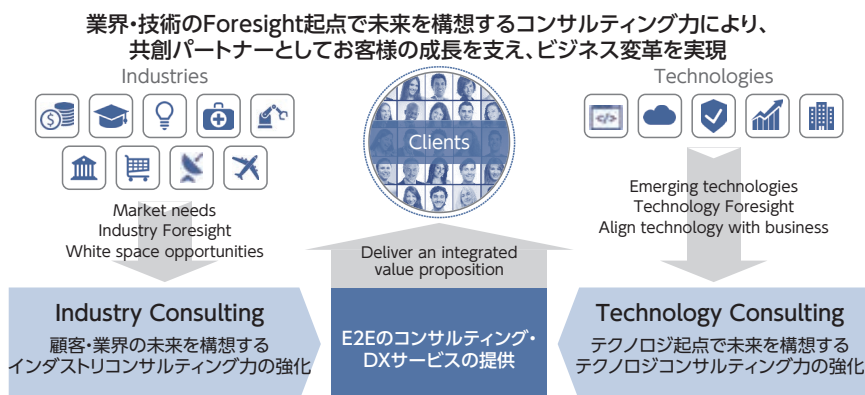 業界・技術のForesight起点で未来を構想するコンサルティング力により、
共創パートナーとしてお客様の成長を支え、ビジネス変革を実現
Industries
Technologies
</>
$
Clients
Market needs
Industry Foresight
White space opportunities
Deliver an integrated
value proposition
Emerging technologies
Technology Foresight
Align technology with business
Industry Consulting
顧客・業界の未来を構想する
インダストリコンサルティング力の強化
E2Eのコンサルティング・
DXサービスの提供
Technology Consulting
テクノロジ起点で未来を構想する
テクノロジコンサルティング力の強化